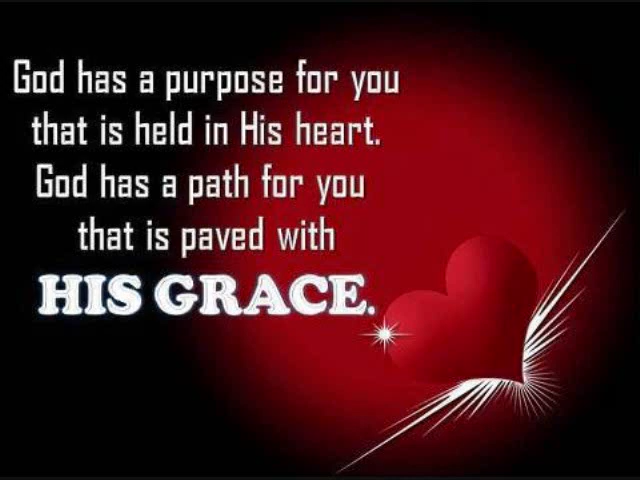 God has a purpose for you
that is held in His heart.
God has a path for you
that is paved with
HIS GRACE.